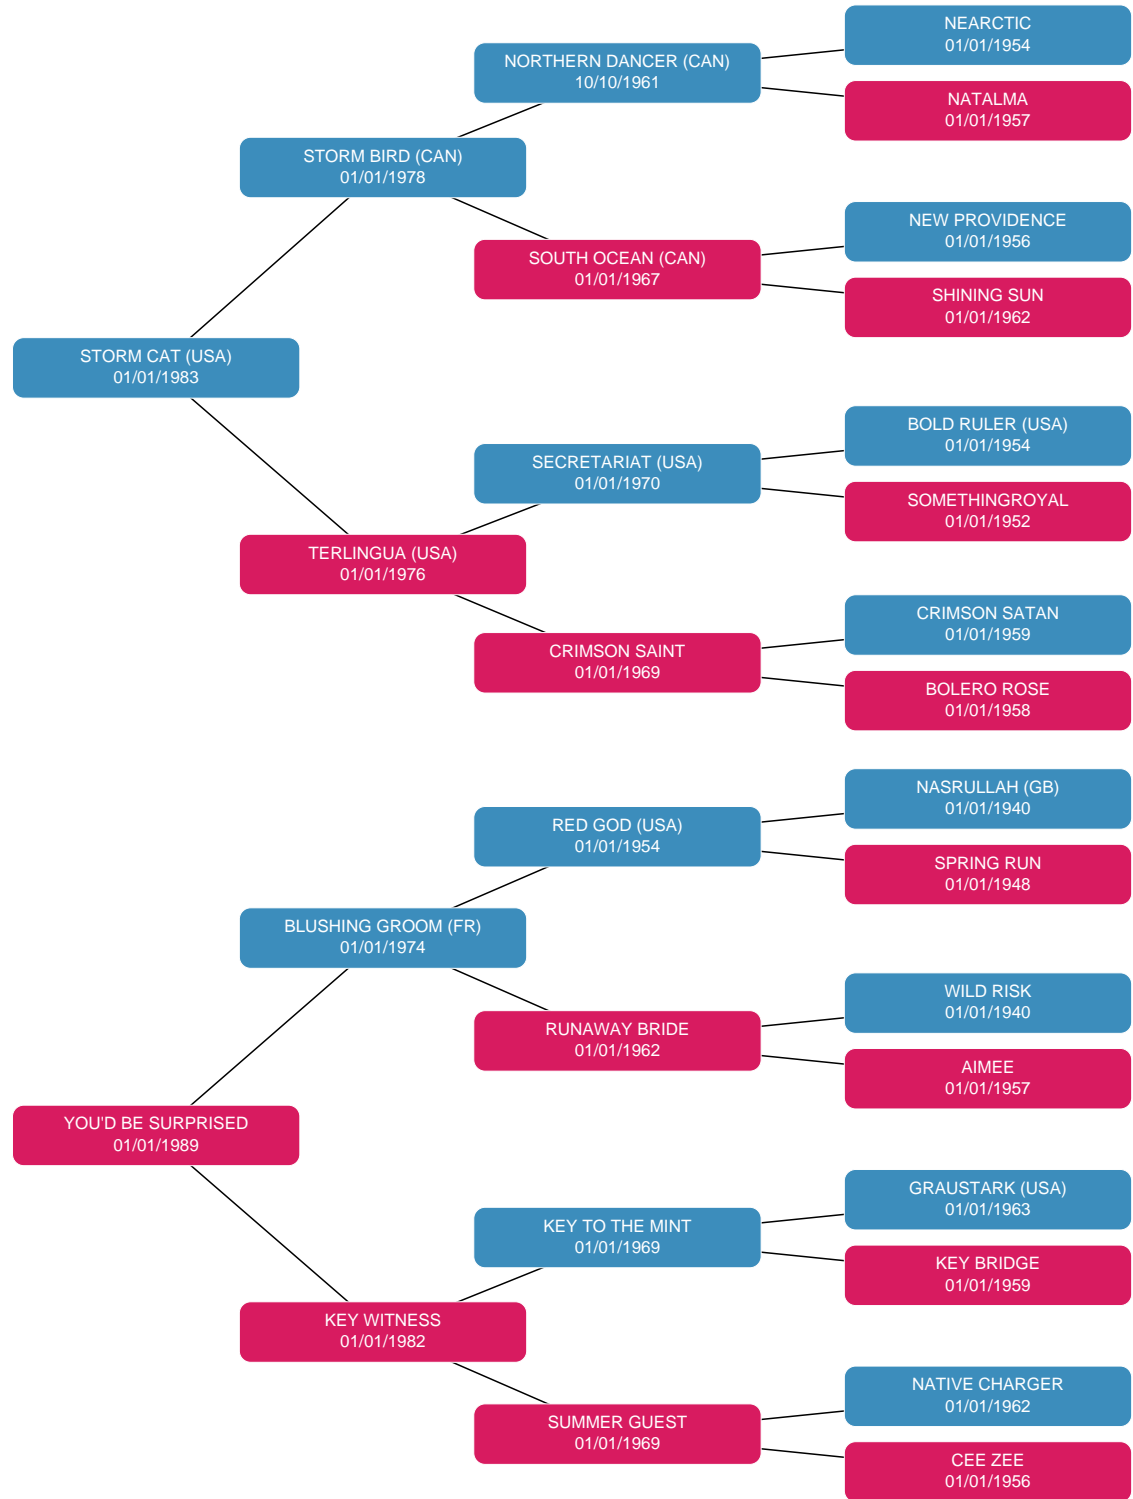 NEARCTIC
01/01/1954
NORTHERN DANCER (CAN)
10/10/1961
NATALMA
01/01/1957
STORM BIRD (CAN)
01/01/1978
NEW PROVIDENCE
01/01/1956
SOUTH OCEAN (CAN)
01/01/1967
SHINING SUN
01/01/1962
STORM CAT (USA)
01/01/1983
BOLD RULER (USA)
01/01/1954
SECRETARIAT (USA)
01/01/1970
SOMETHINGROYAL
01/01/1952
TERLINGUA (USA)
01/01/1976
CRIMSON SATAN
01/01/1959
CRIMSON SAINT
01/01/1969
BOLERO ROSE
01/01/1958
NASRULLAH (GB)
01/01/1940
RED GOD (USA)
01/01/1954
SPRING RUN
01/01/1948
BLUSHING GROOM (FR)
01/01/1974
WILD RISK
01/01/1940
RUNAWAY BRIDE
01/01/1962
AIMEE
01/01/1957
YOU'D BE SURPRISED
01/01/1989
GRAUSTARK (USA)
01/01/1963
KEY TO THE MINT
01/01/1969
KEY BRIDGE
01/01/1959
KEY WITNESS
01/01/1982
NATIVE CHARGER
01/01/1962
SUMMER GUEST
01/01/1969
CEE ZEE
01/01/1956